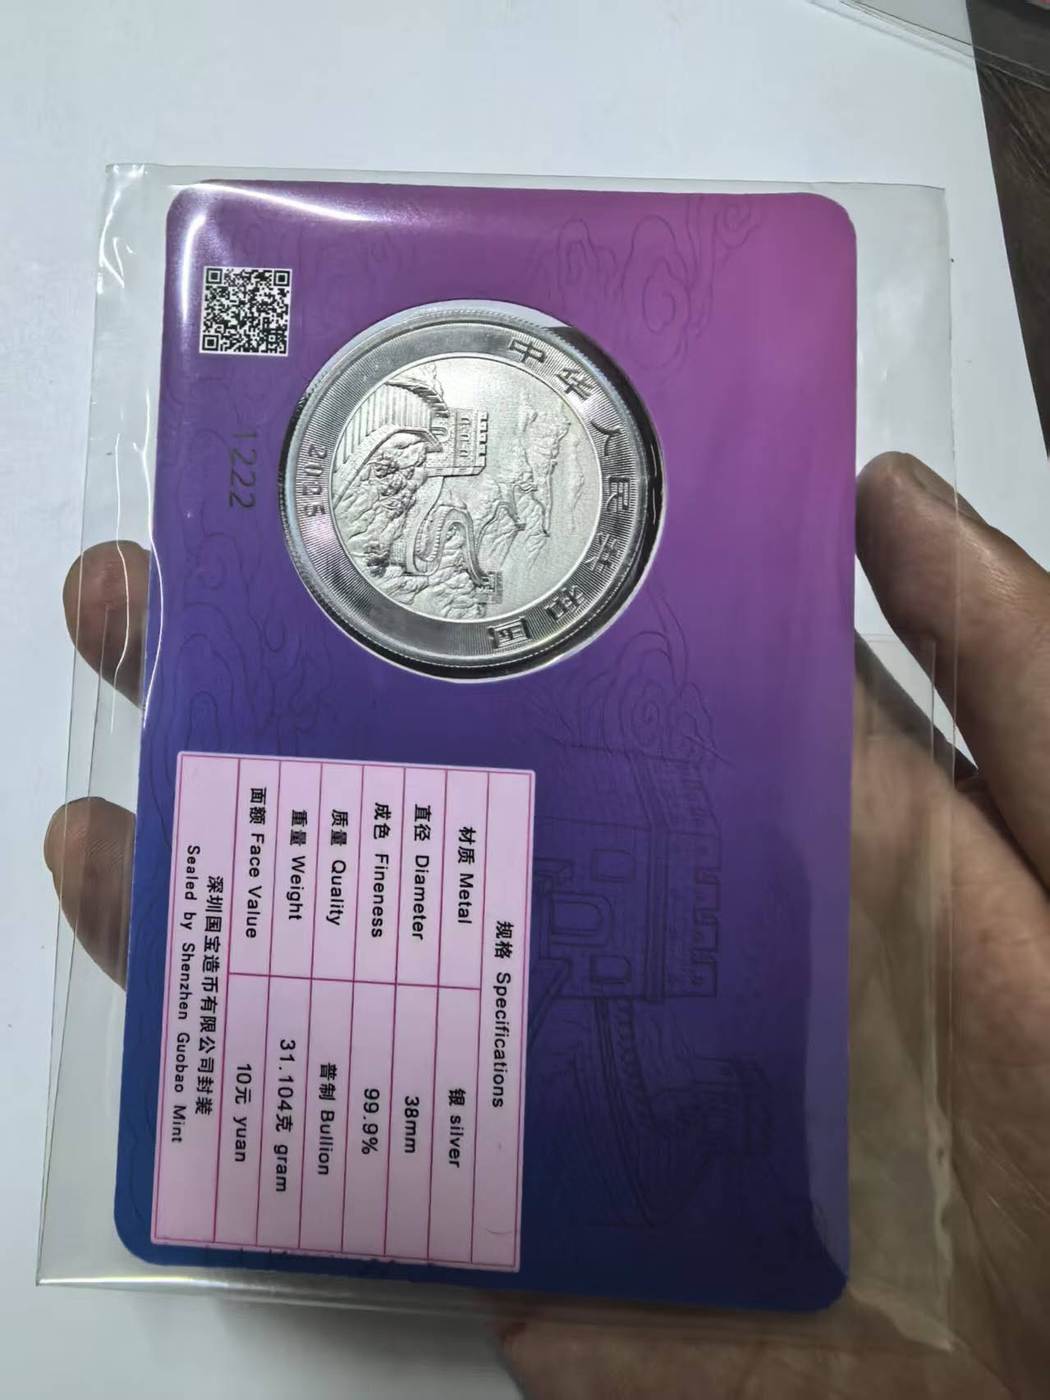 中华人民共和国
2025
1222
规格 Specifications
材质 Metal 银 silver
直径 Diameter 38mm
成色 Fineness 99.9%
质量 Quality 普制 Bullion
重量 Weight 31.104克 gram
面额 Face Value 10元 yuan
深圳国宝造币有限公司封装
Sealed by Shenzhen Guobao Mint